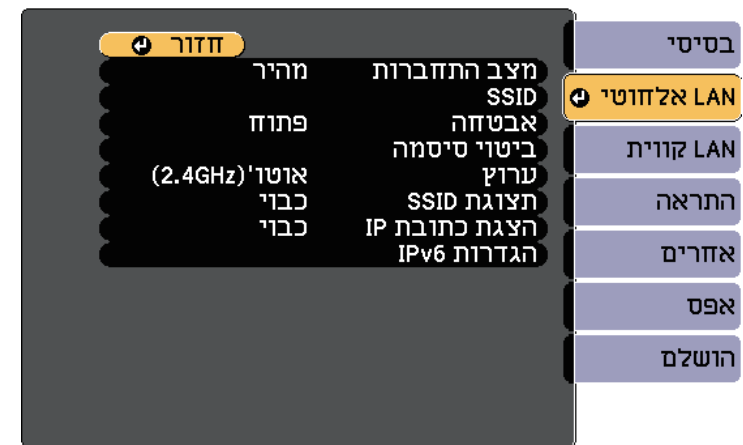 בסיסי
LAN אלחוטי
LAN קווית
התראה
אחרים
אפס
הושלם
חזור
מצב התחברות מהיר
SSID
אבטחה פתוח
ביטוי סיסמה
ערוץ אוטו'(2.4GHz)
תצוגת SSID כבוי
הצגת כתובת IP כבוי
הגדרות IPv6